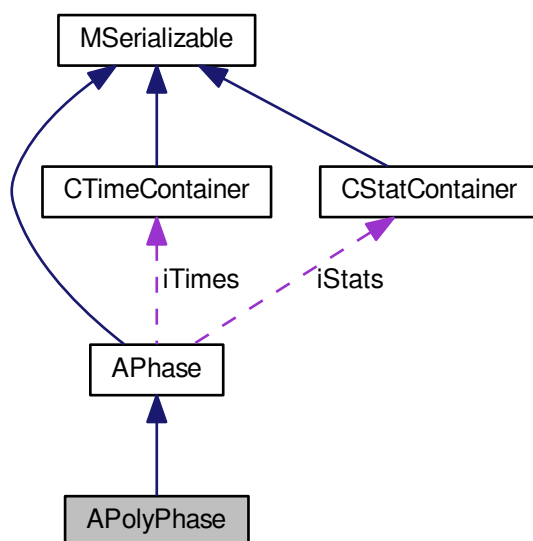 MSerializable
CTimeContainer
CStatContainer
iTimes
iStats
APhase
APolyPhase